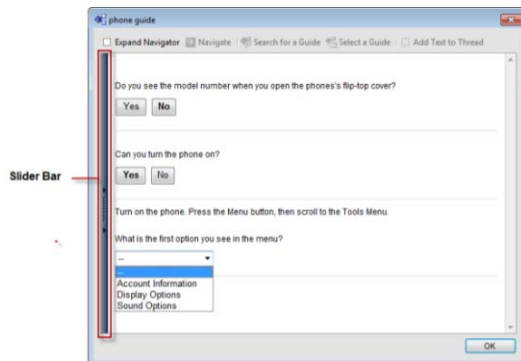 phone guide
Expand Navigator Navigate Search for a Guide Select a Guide Add Text to Thread
Do you see the model number when you open the phones's flip-top cover?
Yes No
Can you turn the phone on?
Yes No
Slider Bar
Turn on the phone. Press the Menu button, then scroll to the Tools Menu.
What is the first option you see in the menu?
--
--
Account Information
Display Options
Sound Options
OK